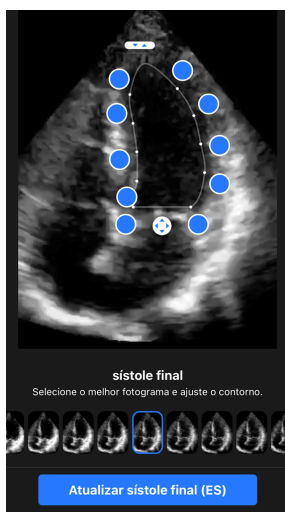 sístole final
Selecione o melhor fotograma e ajuste o contorno.
Atualizar sístole final (ES)